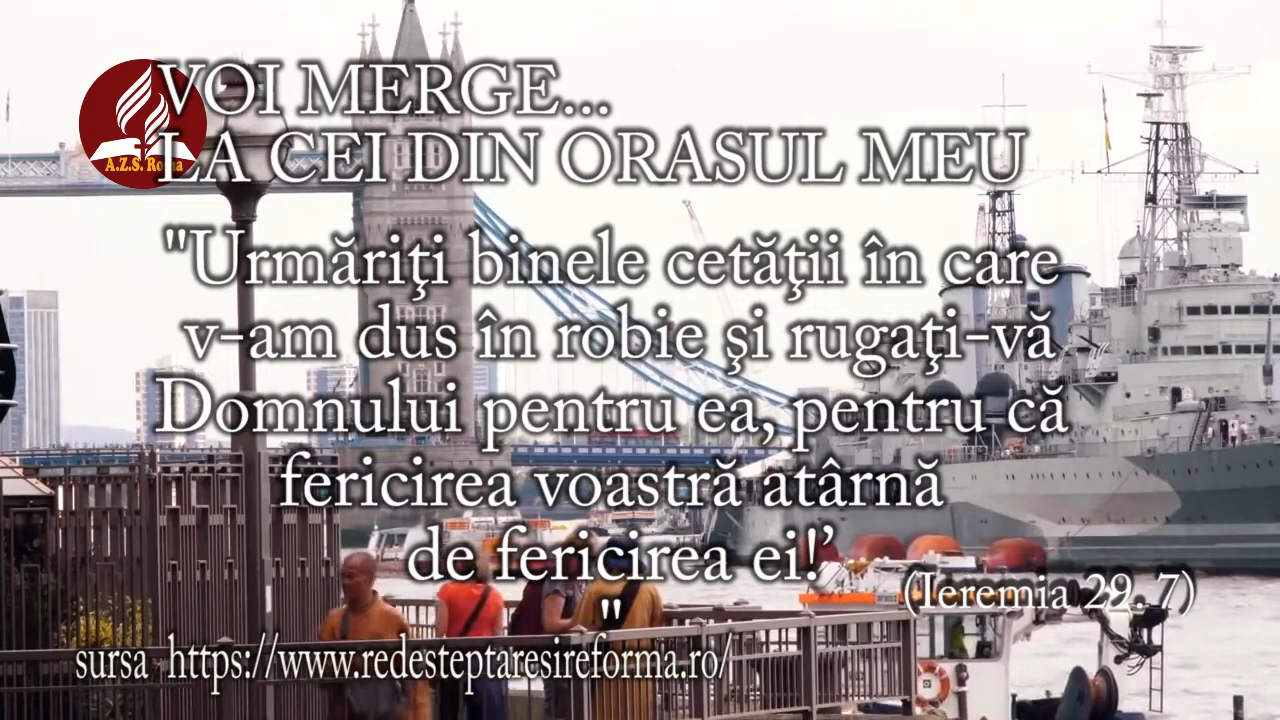 VOI MERGE...
LA CEI DIN ORASUL MEU
A.Z.S. Roma
"Urmăriţi binele cetăţii în care
v-am dus în robie şi rugaţi-vă
Domnului pentru ea, pentru că
fericirea voastră atârnă
de fericirea ei!’
"
(Ieremia 29. 7)
sursa https://www.redesteptaresireforma.ro/